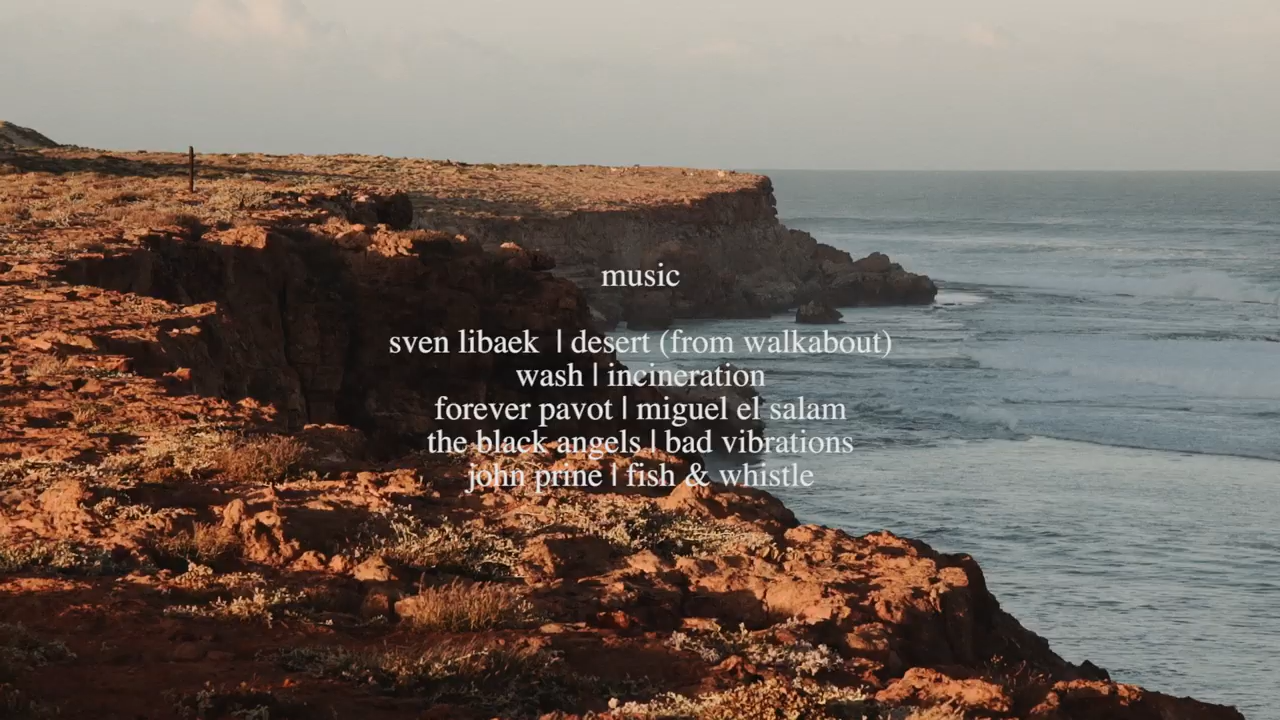 music
sven libaek | desert (from walkabout)
wash | incineration
forever pavot | miguel el salam
the black angels | bad vibrations
john prine | fish & whistle